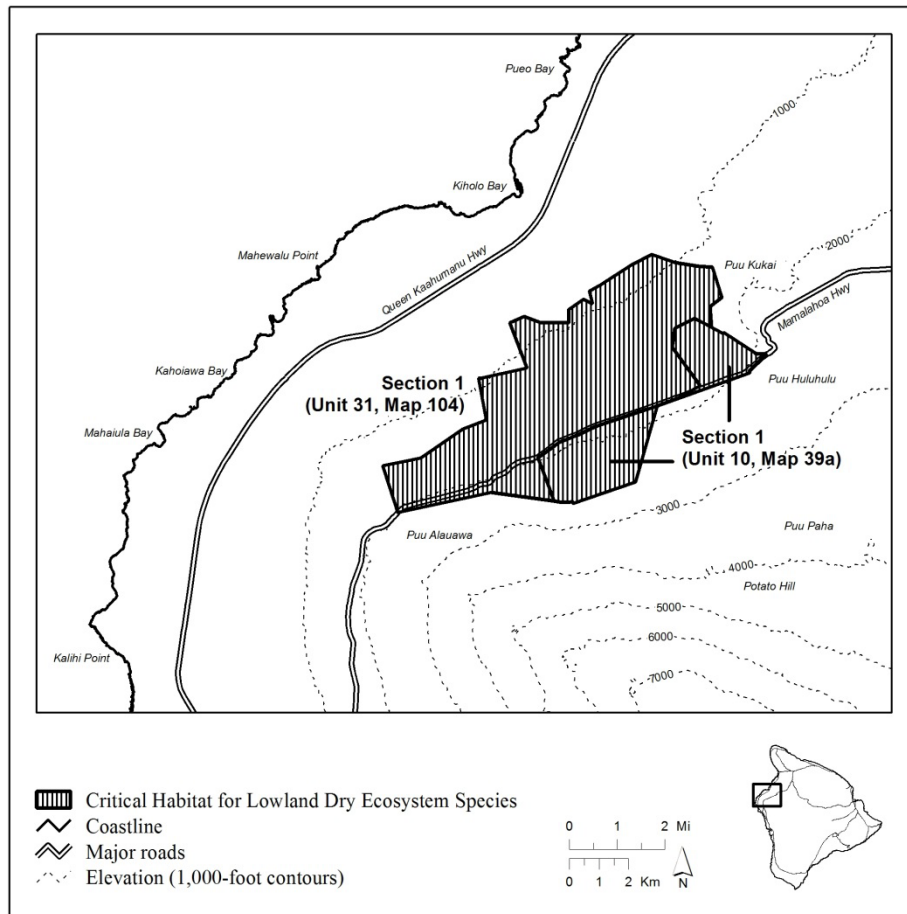 Pueo Bay
1000
Kiholo Bay
2000
Mahewalu Point
Queen Kaahumanu Hwy
Puu Kukai
Mamalahoa Hwy
Kahoiawa Bay
Section 1
(Unit 31, Map 104)
Puu Huluhulu
Mahaiula Bay
Section 1
(Unit 10, Map 39a)
3000
Puu Alauawa
Puu Paha
4000
Potato Hill
5000
6000
Kalihi Point
7000
Critical Habitat for Lowland Dry Ecosystem Species
Coastline
Major roads
Elevation (1,000-foot contours)
0 1 2 Mi
0 1 2 Km
N